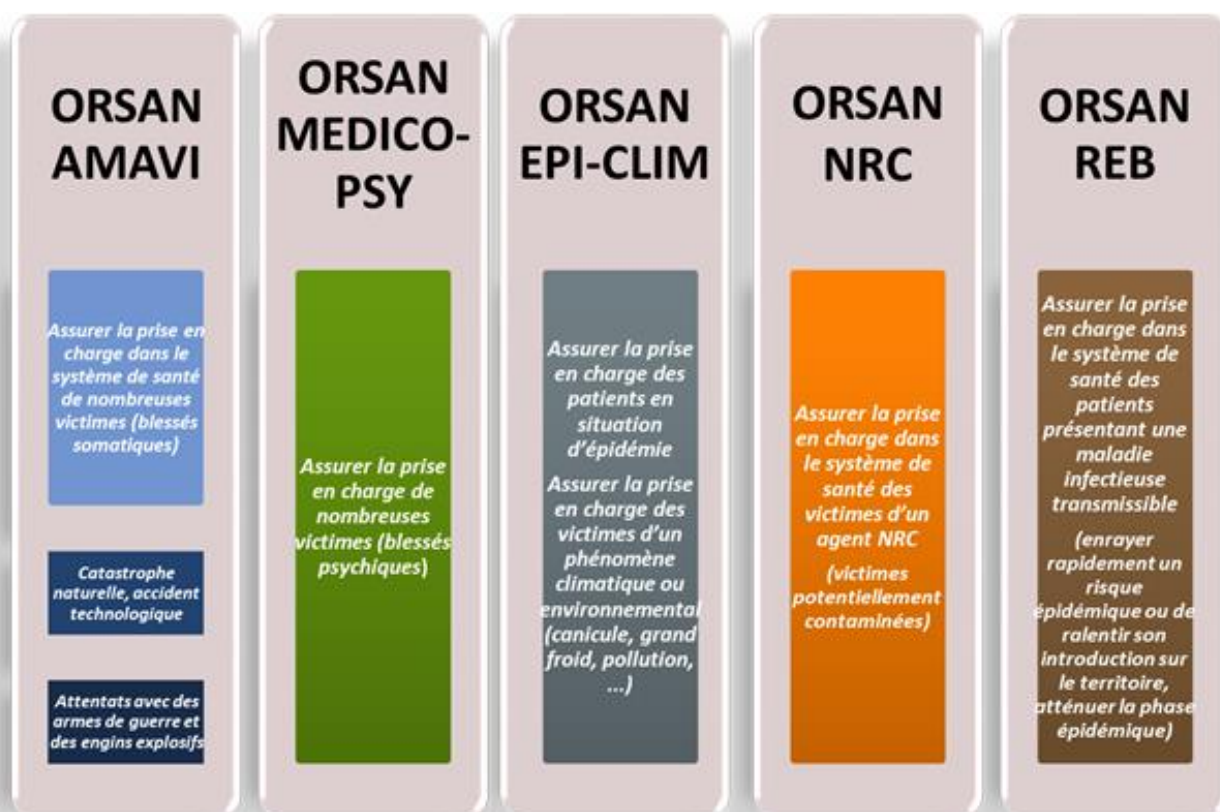 ORSAN
AMAVI
Assurer la prise en
charge dans le
système de santé
de nombreuses
victimes (blessés
somatiques)
Catastrophe
naturelle, accident
technologique
Attentats avec des
armes de guerre et
des engins explosifs
ORSAN
MEDICO-
PSY
Assurer la prise
en charge de
nombreuses
victimes (blessés
psychiques)
ORSAN
EPI-CLIM
Assurer la prise
en charge des
patients en
situation
d'épidémie
Assurer la prise
en charge des
victimes d'un
phénomène
climatique ou
environnemental
(canicule, grand
froid, pollution,
...)
ORSAN
NRC
Assurer la prise
en charge dans
le système de
santé des
victimes d'un
agent NRC
(victimes
potentiellement
contaminées)
ORSAN
REB
Assurer la prise
en charge dans
le système de
santé des
patients
présentant une
maladie
infectieuse
transmissible
(enrayer
rapidement un
risque
épidémique ou de
ralentir son
introduction sur
le territoire,
atténuer la phase
épidémique)